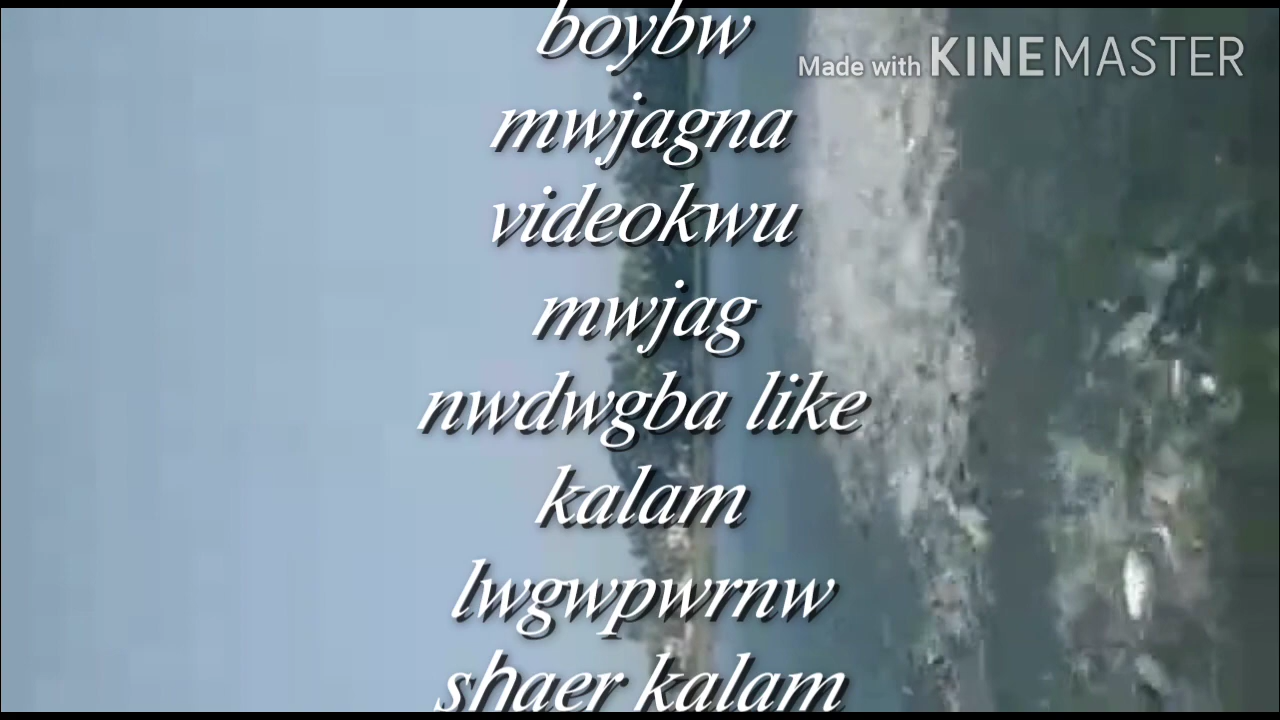 boybw
Made with KINEMASTER
mwjagna
videokwu
mwjag
nwdwgba like
kalam
lwgwpwrnw
shaer kalam